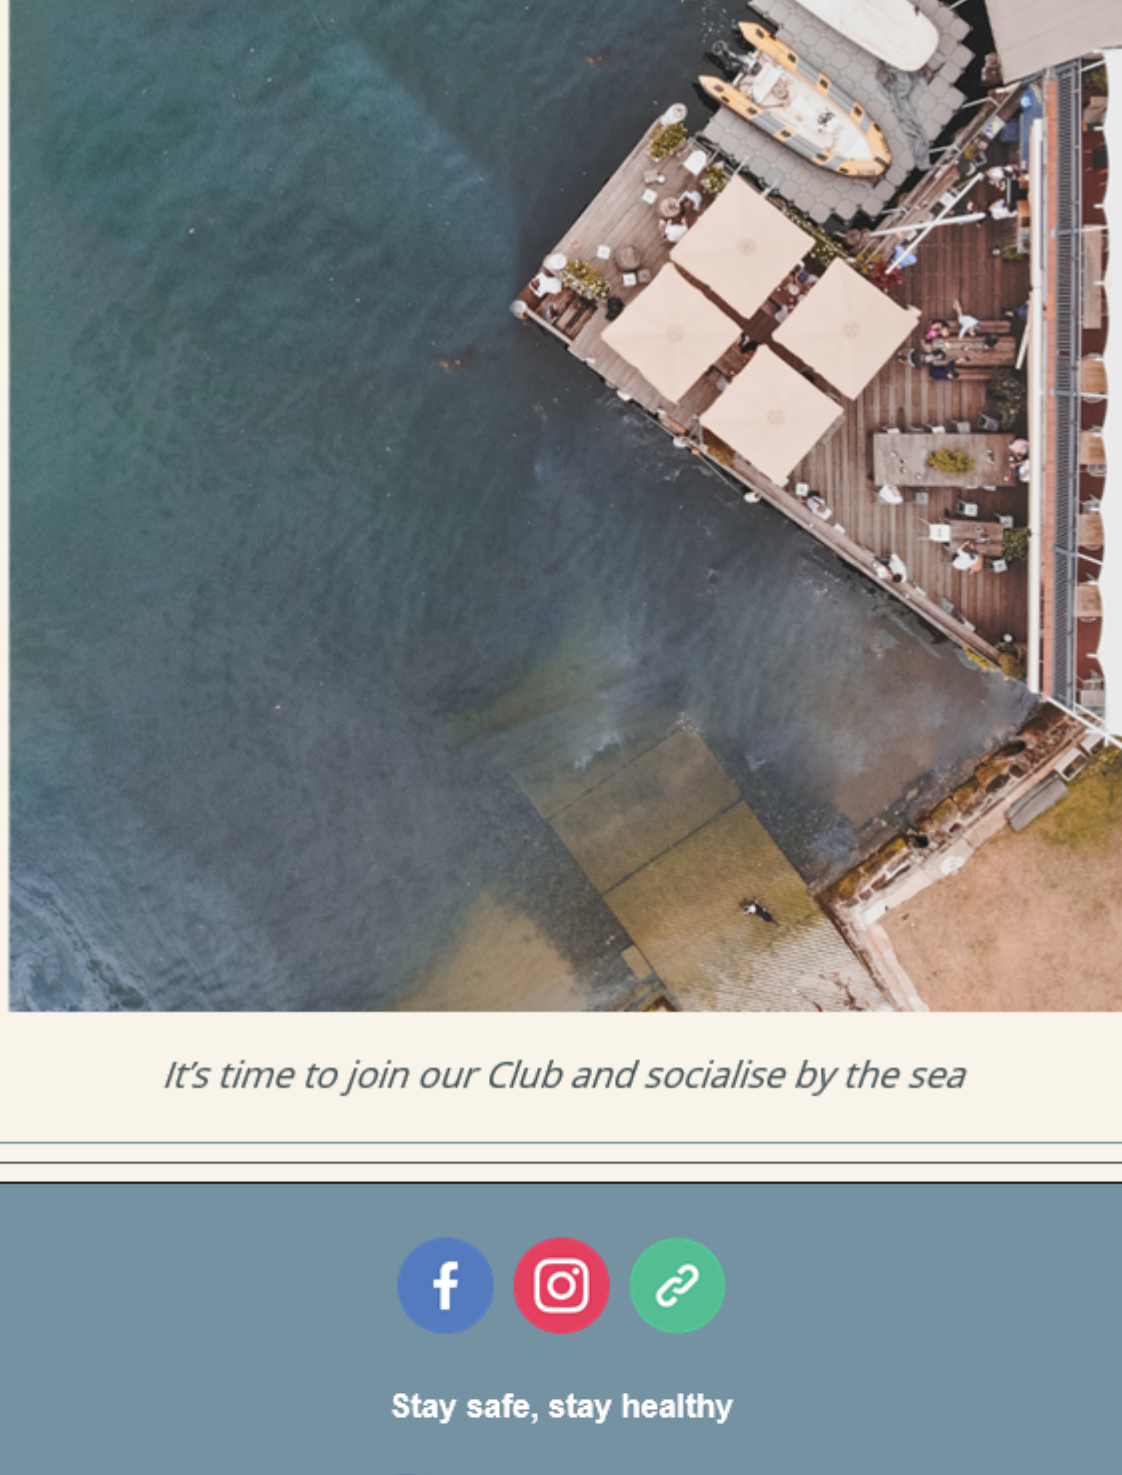 It’s time to join our Club and socialise by the sea
Stay safe, stay healthy